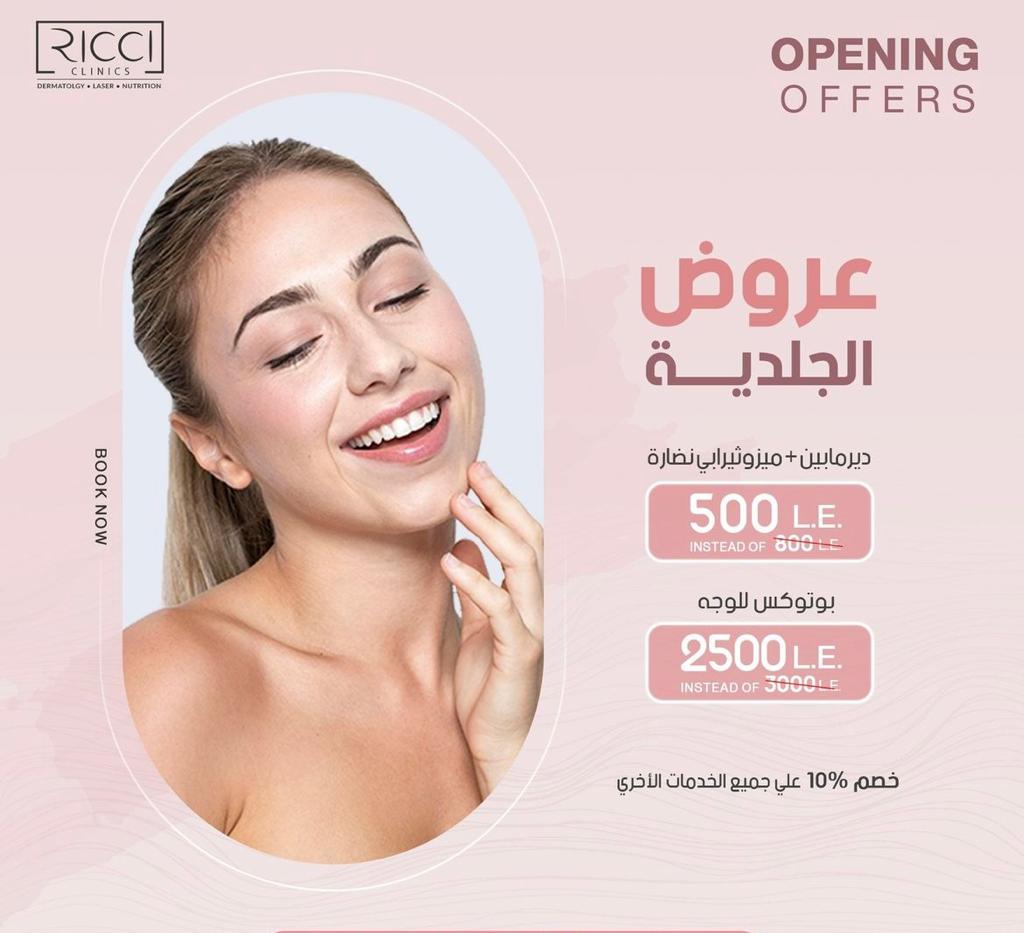 RICCI
CLINICS
DERMATOLGY • LASER • NUTRITION
OPENING
OFFERS
عروض
الجلدية
ديرمابين + ميزوثيرابي نضارة
500 L.E.
INSTEAD OF 800 L.E
بوتوكس للوجه
2500 L.E.
INSTEAD OF 3000 L.E
خصم 10% علي جميع الخدمات الأخري
BOOK NOW